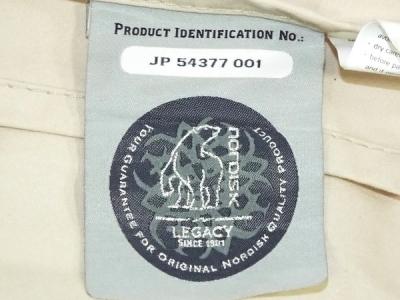 PRODUCT IDENTIFICATION NO.:
JP 54377 001
NORDISK
LEGACY
SINCE 1901
YOUR GUARANTEE FOR ORIGINAL NORDISK QUALITY PRODUCT
- dry care
- before pa